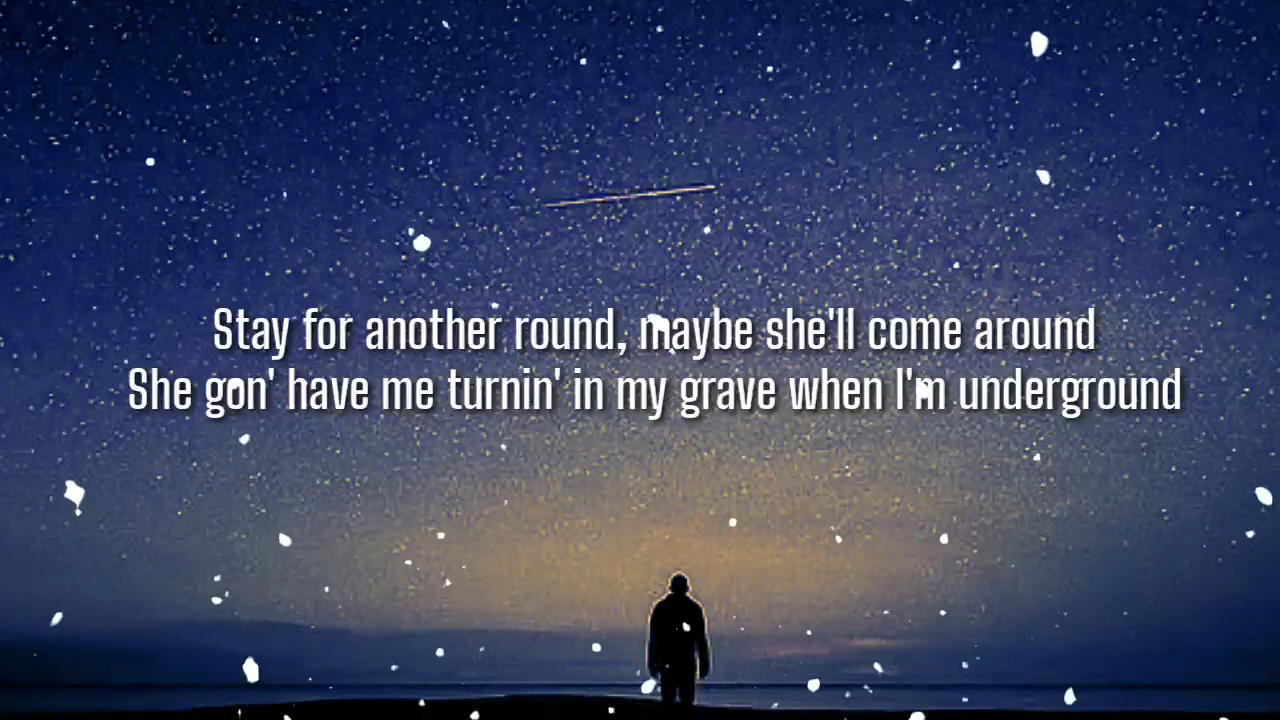 Stay for another round, maybe she'll come around
She gon' have me turnin' in my grave when I'm underground